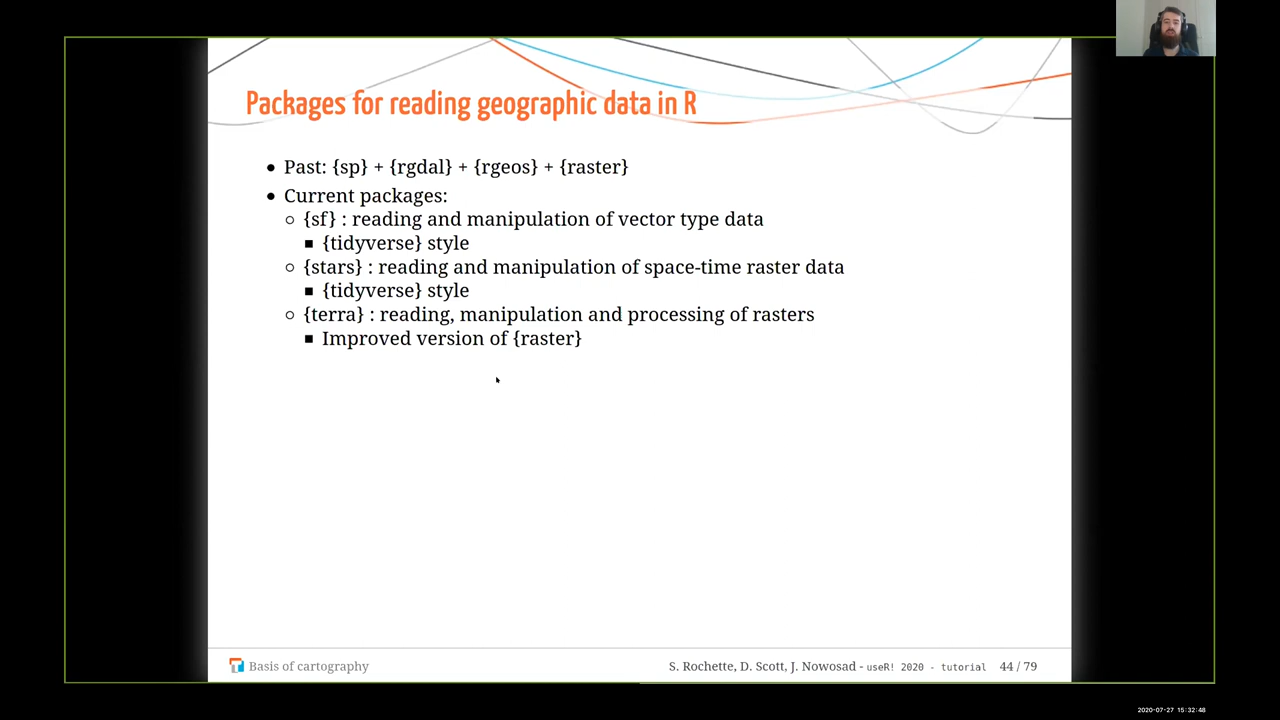 Packages for reading geographic data in R
• Past: {sp} + {rgdal} + {rgeos} + {raster}
• Current packages:
○ {sf} : reading and manipulation of vector type data
■ {tidyverse} style
○ {stars} : reading and manipulation of space-time raster data
■ {tidyverse} style
○ {terra} : reading, manipulation and processing of rasters
■ Improved version of {raster}
Basis of cartography
S. Rochette, D. Scott, J. Nowosad - useR! 2020 - tutorial 44 / 79
2020-07-27 15:32:48